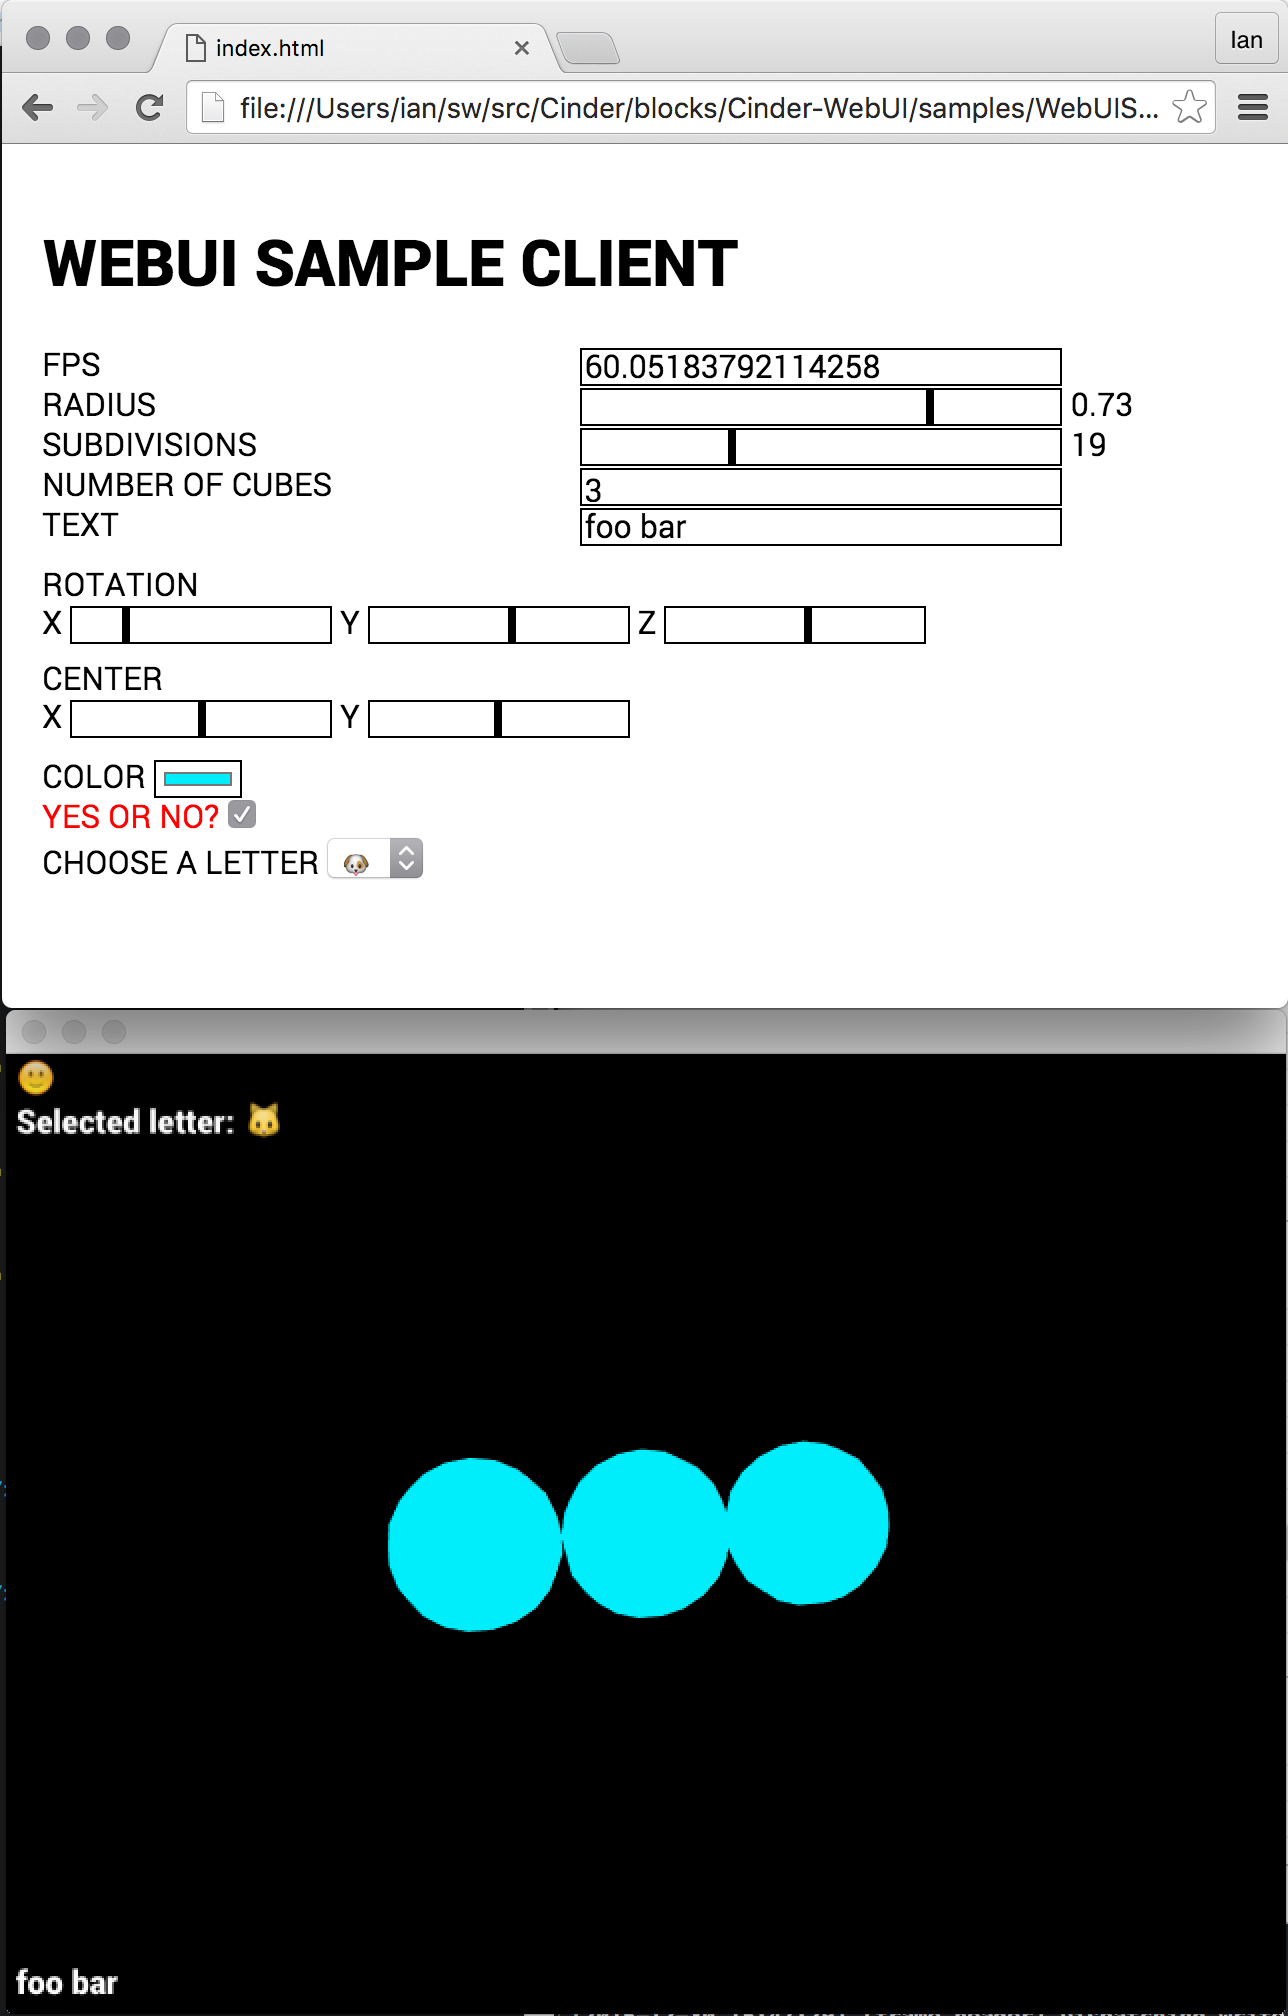 index.html
Ian
file:///Users/ian/sw/src/Cinder/blocks/Cinder-WebUI/samples/WebUIS...
WEBUI SAMPLE CLIENT
FPS 60.05183792114258
RADIUS 0.73
SUBDIVISIONS 19
NUMBER OF CUBES 3
TEXT foo bar
ROTATION
X Y Z
CENTER
X Y
COLOR
YES OR NO?
CHOOSE A LETTER 🐶
🙂
Selected letter: 🐱
foo bar